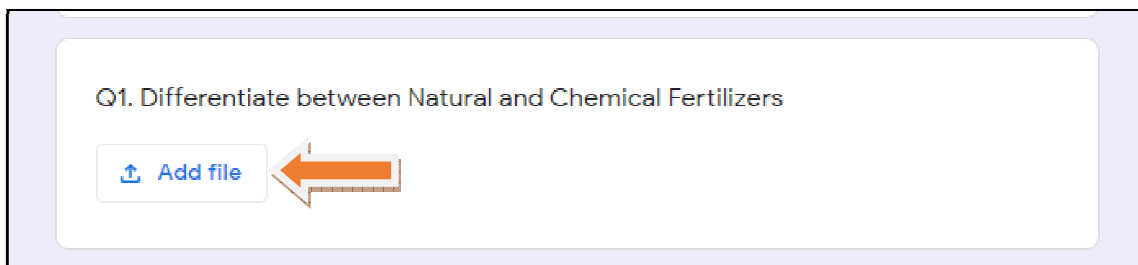 Q1. Differentiate between Natural and Chemical Fertilizers
Add file